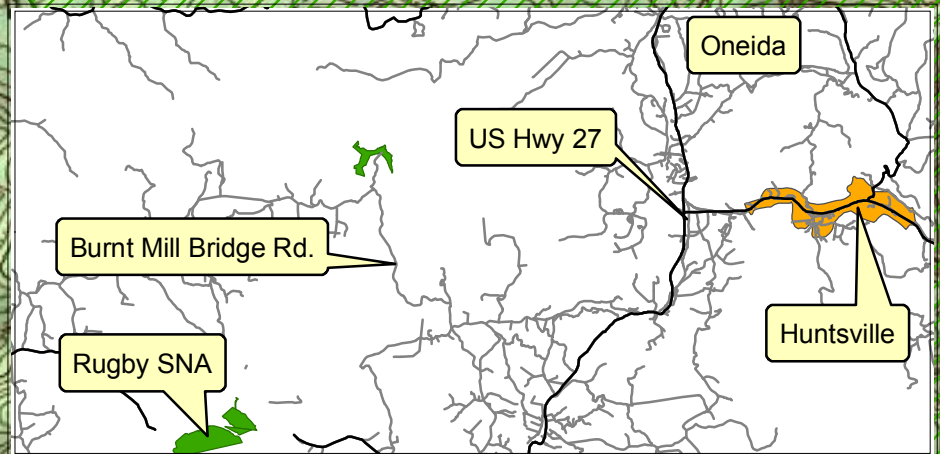 Oneida
US Hwy 27
Burnt Mill Bridge Rd.
Huntsville
Rugby SNA